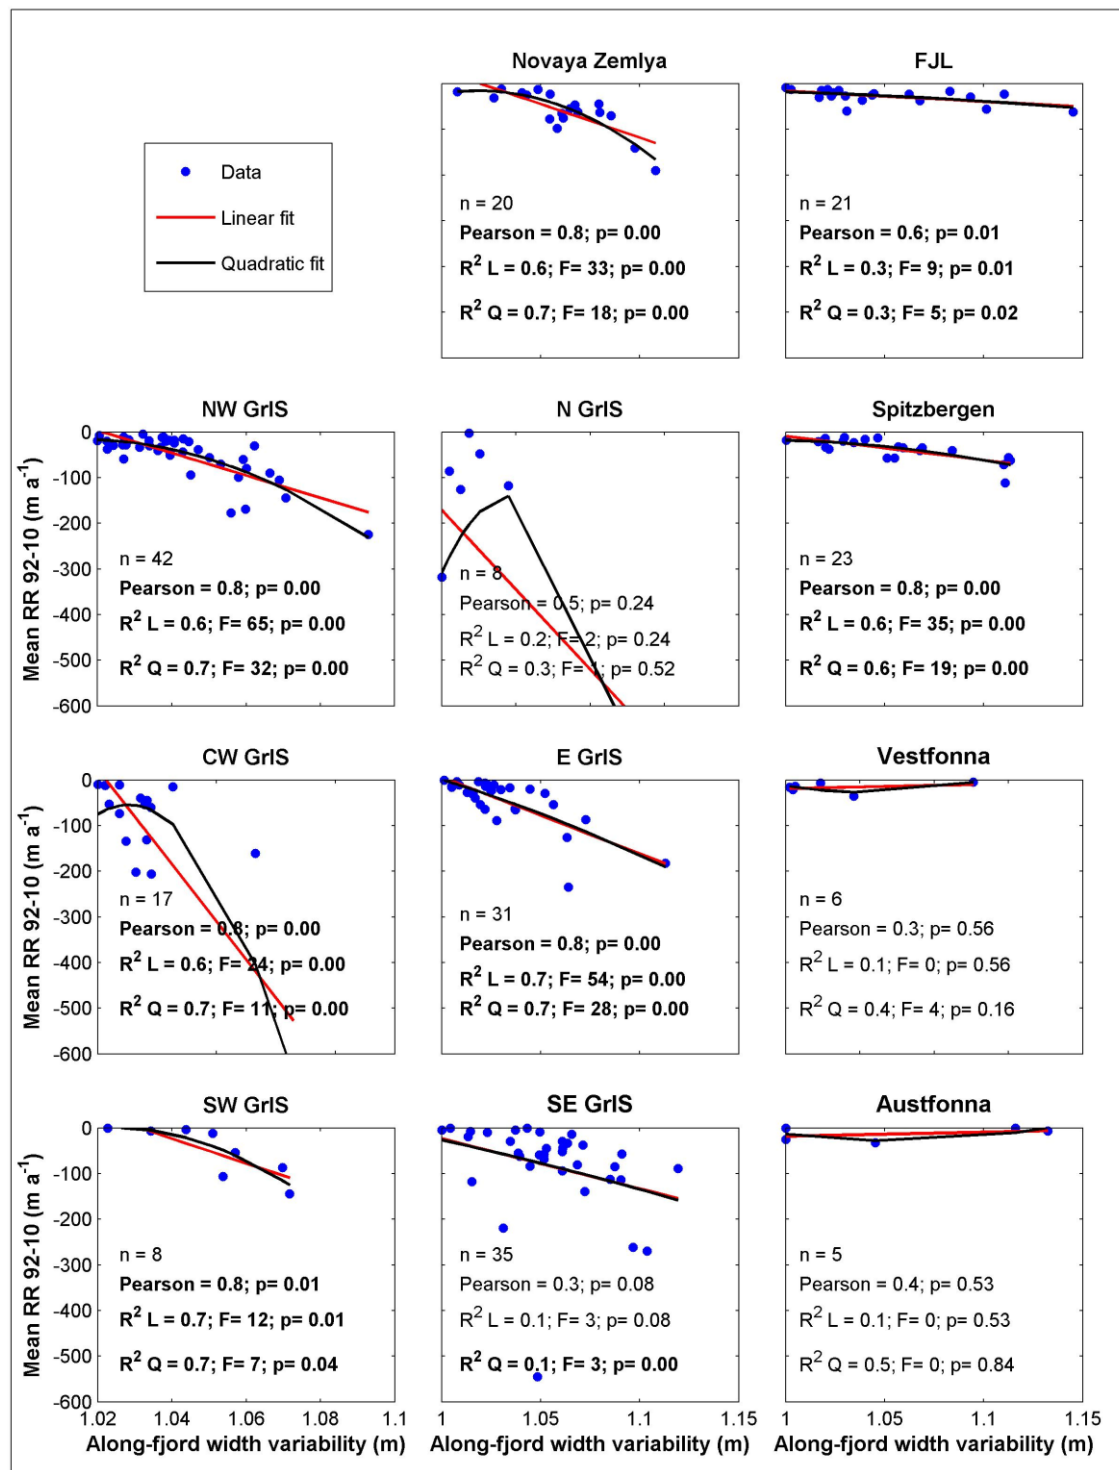 Novaya Zemlya
n = 20
Pearson = 0.8; p= 0.00
R² L = 0.6; F= 33; p= 0.00
R² Q = 0.7; F= 18; p= 0.00
FJL
n = 21
Pearson = 0.6; p= 0.01
R² L = 0.3; F= 9; p= 0.01
R² Q = 0.3; F= 5; p= 0.02
Data
Linear fit
Quadratic fit
NW GrIS
Mean RR 92-10 (m a⁻¹)
0
-100
-200
-300
-400
-500
-600
n = 42
Pearson = 0.8; p= 0.00
R² L = 0.6; F= 65; p= 0.00
R² Q = 0.7; F= 32; p= 0.00
N GrIS
n = 8
Pearson = 0.5; p= 0.24
R² L = 0.2; F= 2; p= 0.24
R² Q = 0.3; F= 1; p= 0.52
Spitzbergen
n = 23
Pearson = 0.8; p= 0.00
R² L = 0.6; F= 35; p= 0.00
R² Q = 0.6; F= 19; p= 0.00
CW GrIS
Mean RR 92-10 (m a⁻¹)
0
-100
-200
-300
-400
-500
-600
n = 17
Pearson = 0.8; p= 0.00
R² L = 0.6; F= 24; p= 0.00
R² Q = 0.7; F= 11; p= 0.00
E GrIS
n = 31
Pearson = 0.8; p= 0.00
R² L = 0.7; F= 54; p= 0.00
R² Q = 0.7; F= 28; p= 0.00
Vestfonna
n = 6
Pearson = 0.3; p= 0.56
R² L = 0.1; F= 0; p= 0.56
R² Q = 0.4; F= 4; p= 0.16
SW GrIS
Mean RR 92-10 (m a⁻¹)
0
-100
-200
-300
-400
-500
-600
n = 8
Pearson = 0.8; p= 0.01
R² L = 0.7; F= 12; p= 0.01
R² Q = 0.7; F= 7; p= 0.04
1.02 1.04 1.06 1.08 1.1
Along-fjord width variability (m)
SE GrIS
n = 35
Pearson = 0.3; p= 0.08
R² L = 0.1; F= 3; p= 0.08
R² Q = 0.1; F= 3; p= 0.00
1 1.05 1.1 1.15
Along-fjord width variability (m)
Austfonna
n = 5
Pearson = 0.4; p= 0.53
R² L = 0.1; F= 0; p= 0.53
R² Q = 0.5; F= 0; p= 0.84
1 1.05 1.1 1.15
Along-fjord width variability (m)